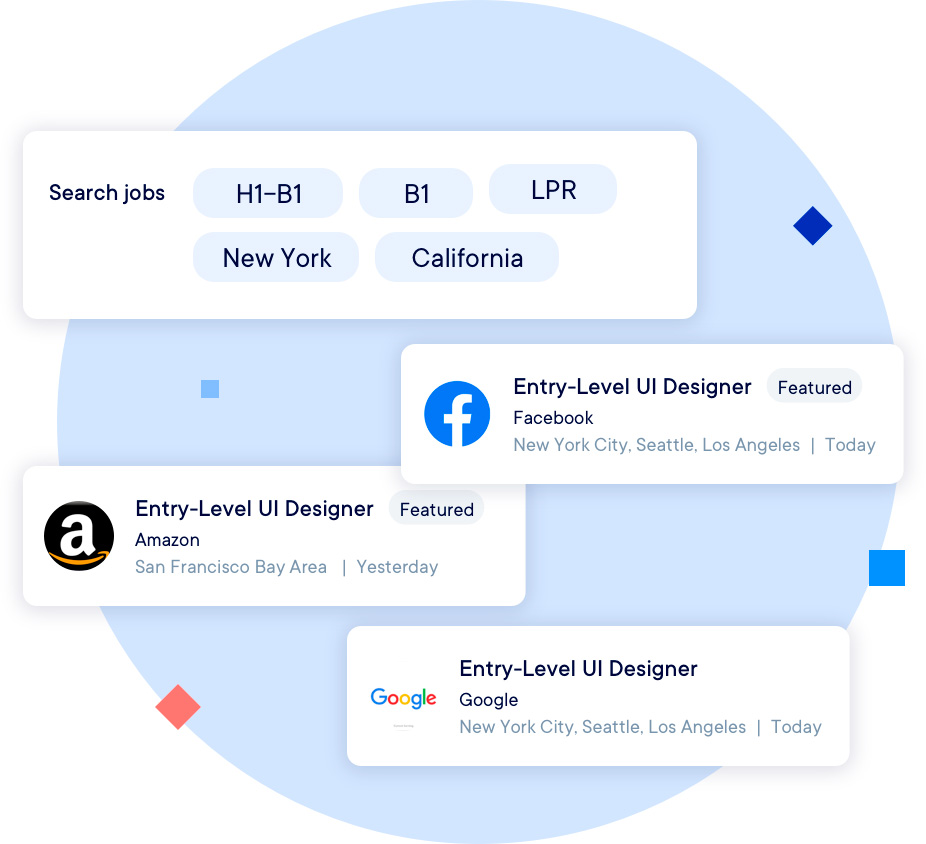 Search jobs
H1–B1
B1
LPR
New York
California
Entry-Level UI Designer
Featured
Facebook
New York City, Seattle, Los Angeles | Today
Entry-Level UI Designer
Featured
Amazon
San Francisco Bay Area | Yesterday
Google
Entry-Level UI Designer
Google
New York City, Seattle, Los Angeles | Today